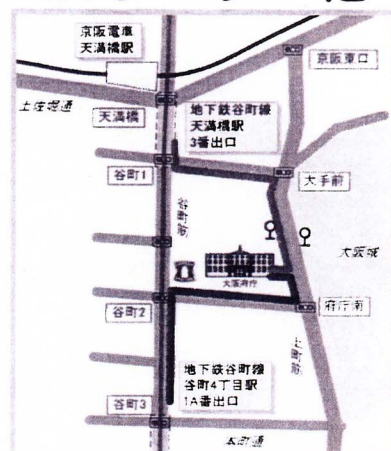 京阪電車
天満橋駅
京阪東口
土佐堀通
天満橋
地下鉄谷町線
天満橋駅
3番出口
谷町1
大手前
谷町筋
大阪城
大阪府庁
谷町2
府庁南
上町筋
地下鉄谷町線
谷町4丁目駅
1A番出口
谷町3
本町通